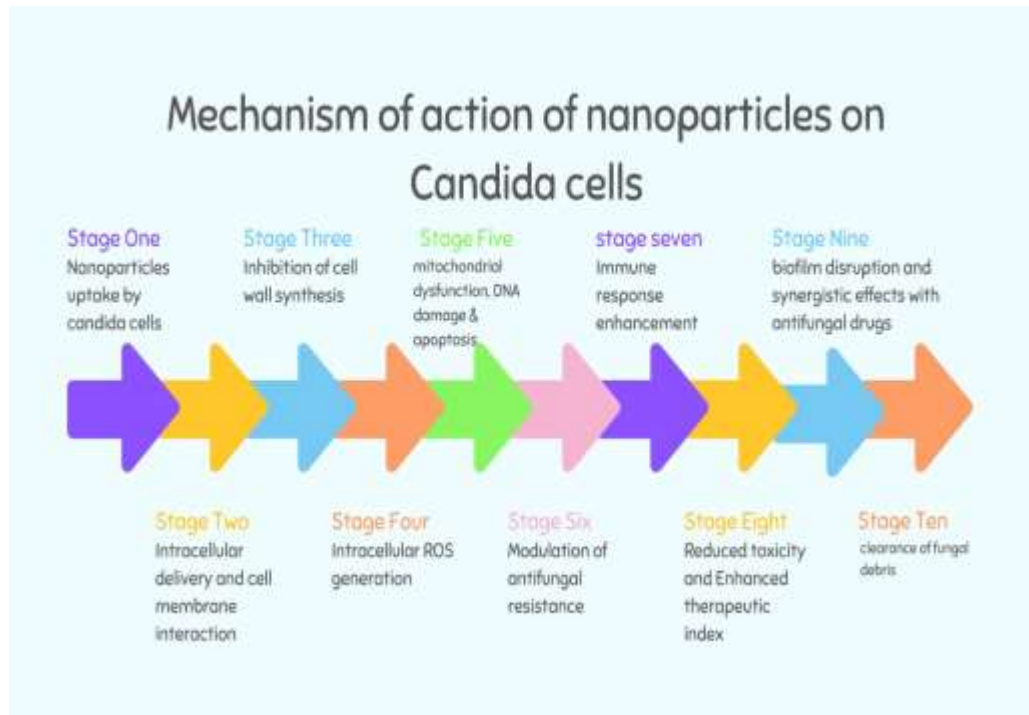 Mechanism of action of nanoparticles on
Candida cells
Stage One
Nanoparticles
uptake by
candida cells
Stage Three
Inhibition of cell
wall synthesis
Stage Five
mitochondrial
dysfunction, DNA
damage &
apoptosis
stage seven
Immune
response
enhancement
Stage Nine
biofilm disruption and
synergistic effects with
antifungal drugs
Stage Two
Intracellular
delivery and cell
membrane
interaction
Stage Four
Intracellular ROS
generation
Stage Six
Modulation of
antifungal
resistance
Stage Eight
Reduced toxicity
and Enhanced
therapeutic
index
Stage Ten
clearance of fungal
debris